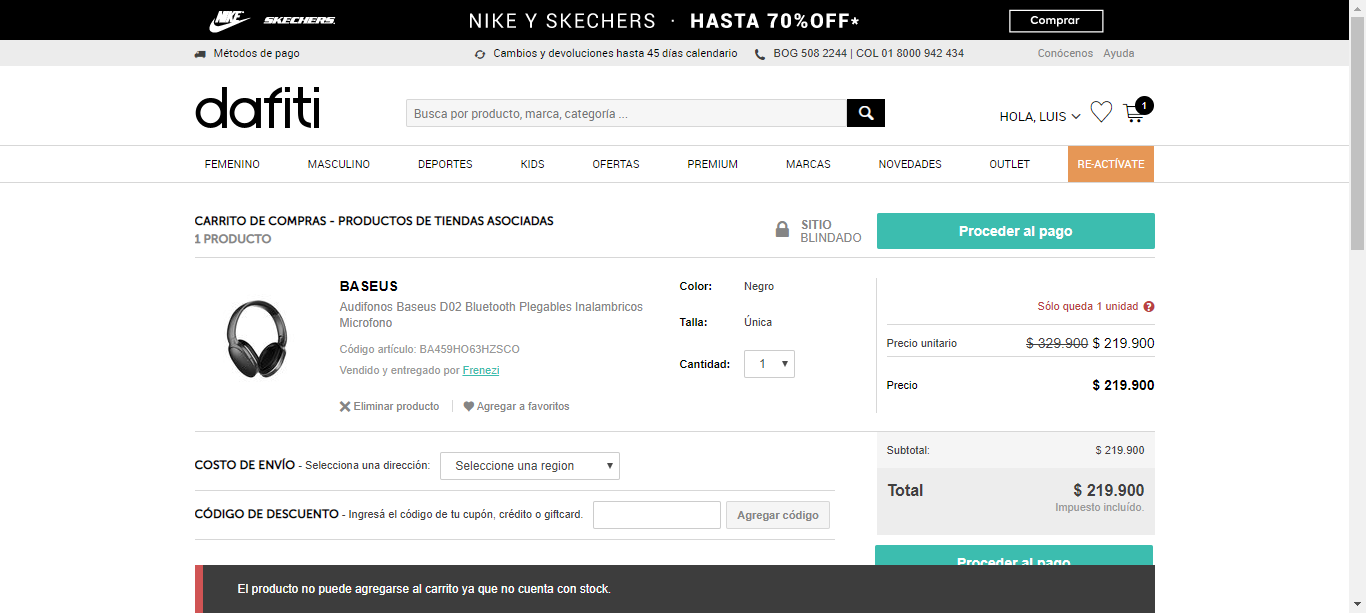 NIKE SKECHERS
NIKE Y SKECHERS · HASTA 70%OFF*
Comprar
Métodos de pago
Cambios y devoluciones hasta 45 días calendario
BOG 508 2244 | COL 01 8000 942 434
Conócenos Ayuda
dafiti
Busca por producto, marca, categoría ...
HOLA, LUIS
1
FEMENINO MASCULINO DEPORTES KIDS OFERTAS PREMIUM MARCAS NOVEDADES OUTLET RE-ACTÍVATE
CARRITO DE COMPRAS - PRODUCTOS DE TIENDAS ASOCIADAS
1 PRODUCTO
SITIO
BLINDADO
Proceder al pago
BASEUS
Audifonos Baseus D02 Bluetooth Plegables Inalambricos
Microfono
Código artículo: BA459HO63HZSCO
Vendido y entregado por Frenezi
Eliminar producto
Agregar a favoritos
Color: Negro
Talla: Única
Cantidad: 1
Sólo queda 1 unidad ?
Precio unitario $ 329.900 $ 219.900
Precio $ 219.900
COSTO DE ENVÍO - Selecciona una dirección: Seleccione una region
CÓDIGO DE DESCUENTO - Ingresá el código de tu cupón, crédito o giftcard. Agregar código
Subtotal: $ 219.900
Total $ 219.900
Impuesto incluído.
Proceder al pago
El producto no puede agregarse al carrito ya que no cuenta con stock.